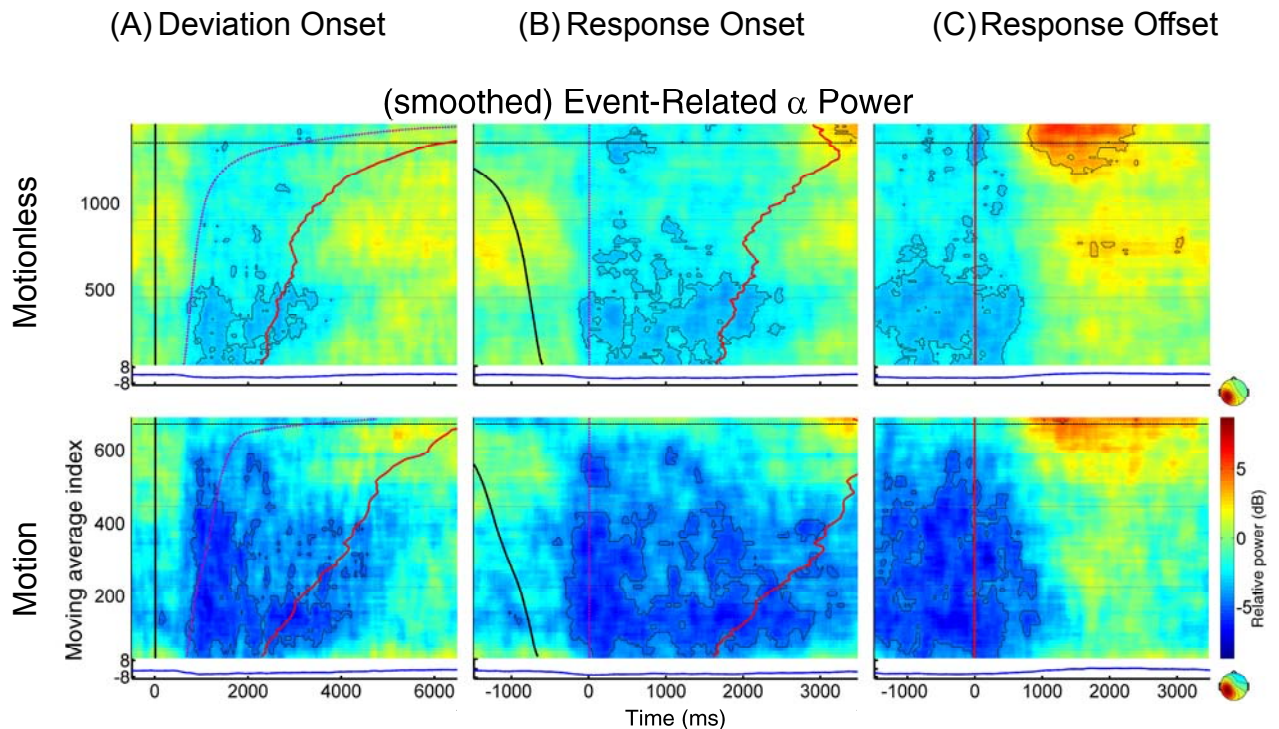 (A) Deviation Onset
(B) Response Onset
(C) Response Offset
(smoothed) Event-Related α Power
Motionless
1000
500
8
-8
Motion
Moving average index
600
400
200
8
-8
0 2000 4000 6000
-1000 0 1000 2000 3000
-1000 0 1000 2000 3000
Time (ms)
5
0
-5
Relative power (dB)